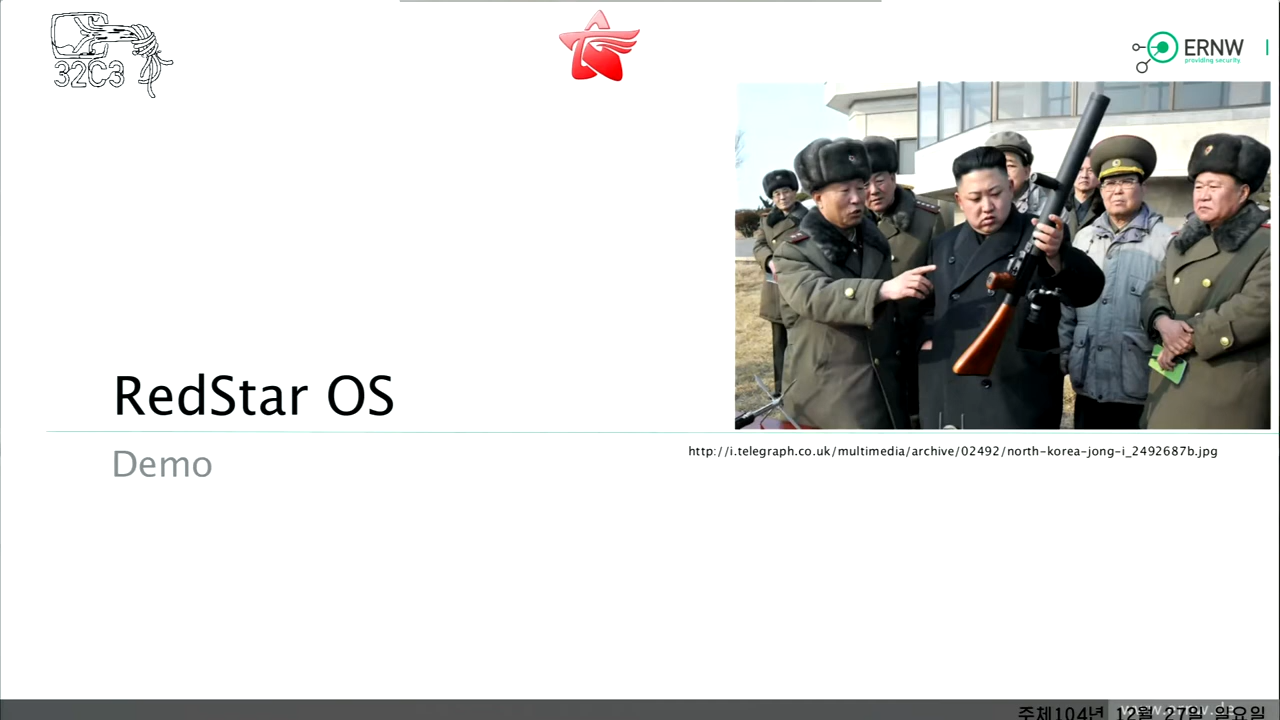 32C3
ERNW
providing security.
RedStar OS
Demo
http://i.telegraph.co.uk/multimedia/archive/02492/north-korea-jong-i_2492687b.jpg
주체104년 12월 27일 일요일